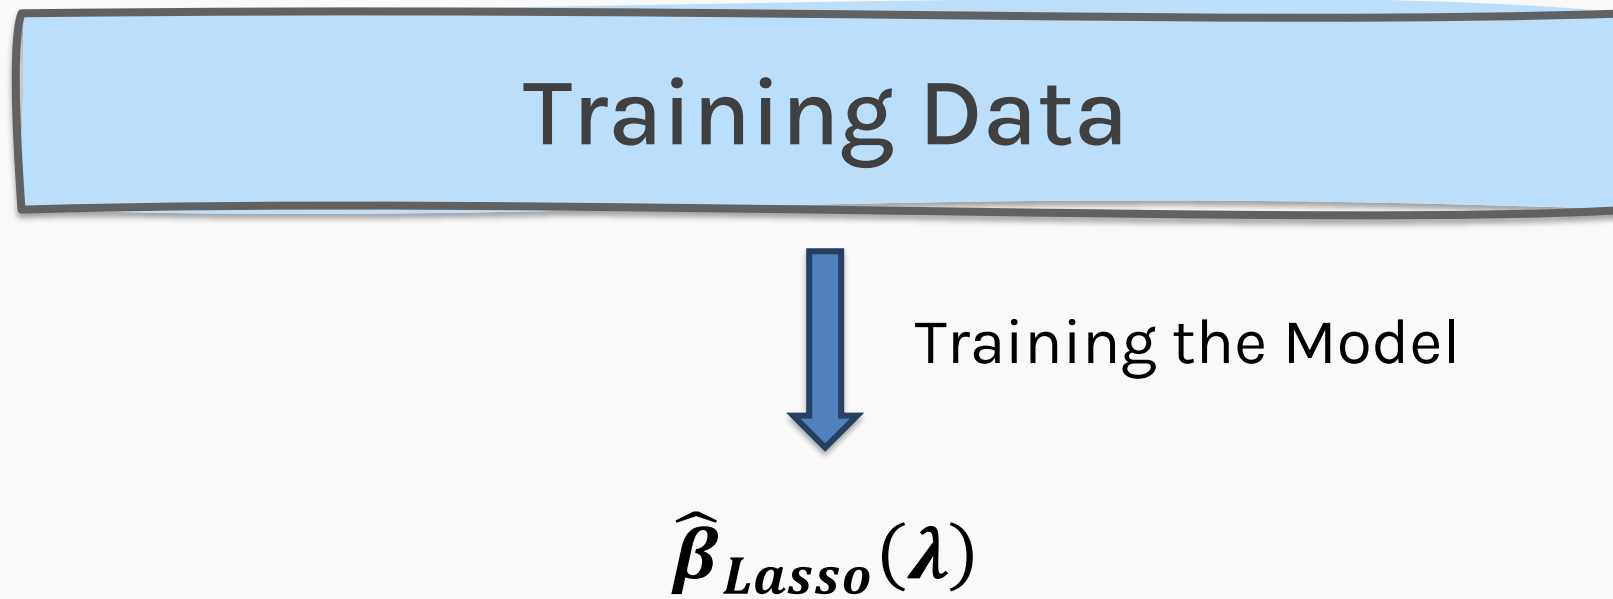 Training Data
Training the Model
β̂_Lasso(λ)